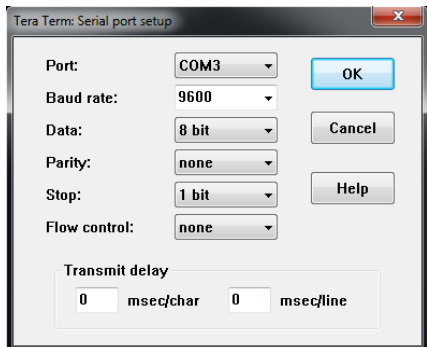 Tera Term: Serial port setup
Port: COM3 OK
Baud rate: 9600
Data: 8 bit Cancel
Parity: none
Stop: 1 bit Help
Flow control: none
Transmit delay
0 msec/char 0 msec/line